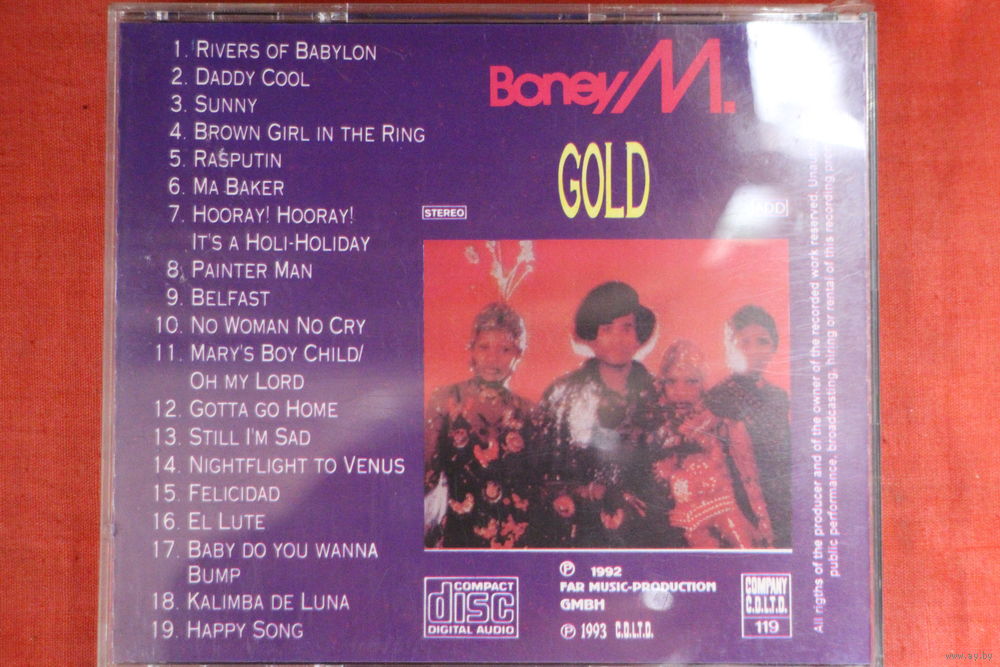 1. RIVERS OF BABYLON
2. DADDY COOL
3. SUNNY
4. BROWN GIRL IN THE RING
5. RASPUTIN
6. MA BAKER
7. HOORAY! HOORAY!
IT'S A HOLI-HOLIDAY
8. PAINTER MAN
9. BELFAST
10. NO WOMAN NO CRY
11. MARY'S BOY CHILD/
OH MY LORD
12. GOTTA GO HOME
13. STILL I'M SAD
14. NIGHTFLIGHT TO VENUS
15. FELICIDAD
16. EL LUTE
17. BABY DO YOU WANNA
BUMP
18. KALIMBA DE LUNA
19. HAPPY SONG
Boney M.
GOLD
STEREO
ADD
COMPACT
disc
DIGITAL AUDIO
℗ 1992
FAR MUSIC-PRODUCTION
GMBH
℗ 1993 C.D.L.T.D.
COMPANY
C.D.L.T.D.
119
All rigths of the producer and of the owner of the recorded work reserved.
public performance, broadcasting, hiring or rental of this recording
www.ay.by